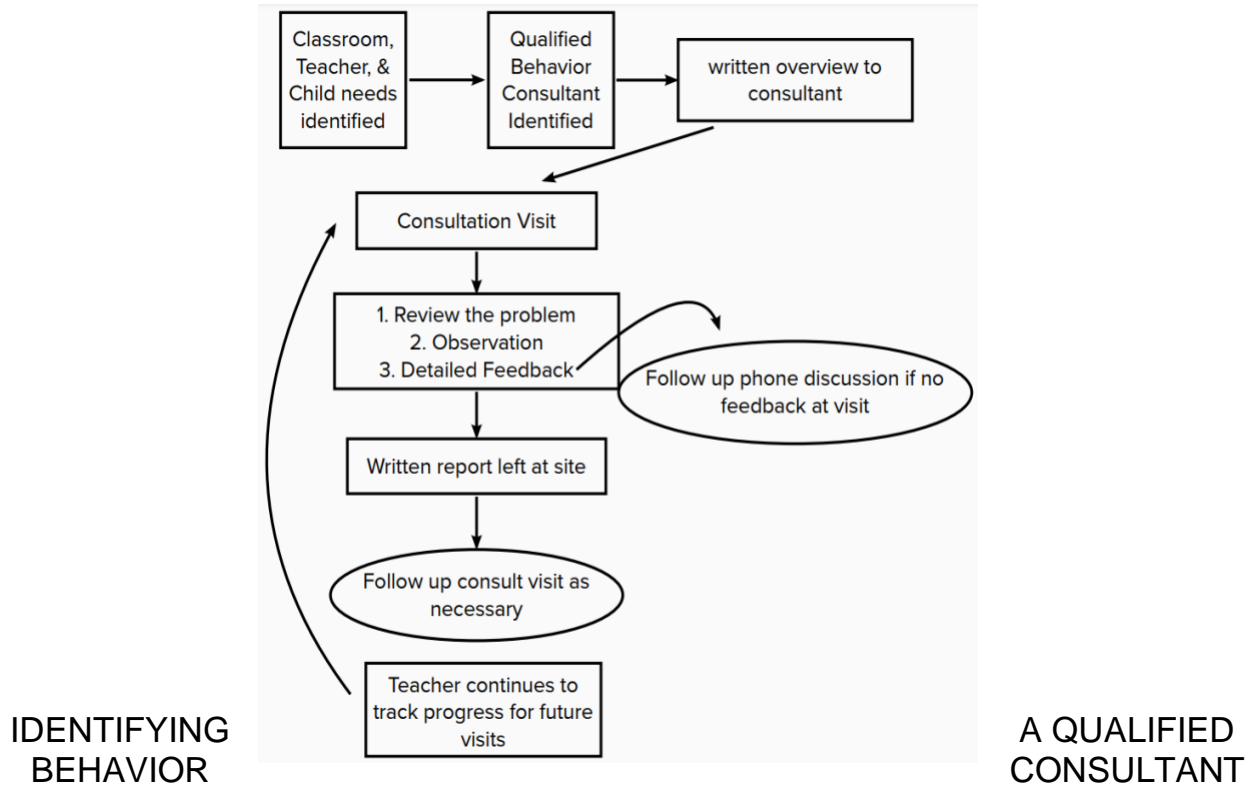 Classroom,
Teacher, &
Child needs
identified
Qualified
Behavior
Consultant
Identified
written overview to
consultant
Consultation Visit
1. Review the problem
2. Observation
3. Detailed Feedback
Follow up phone discussion if no
feedback at visit
Written report left at site
Follow up consult visit as
necessary
Teacher continues to
track progress for future
visits
IDENTIFYING A QUALIFIED
BEHAVIOR CONSULTANT